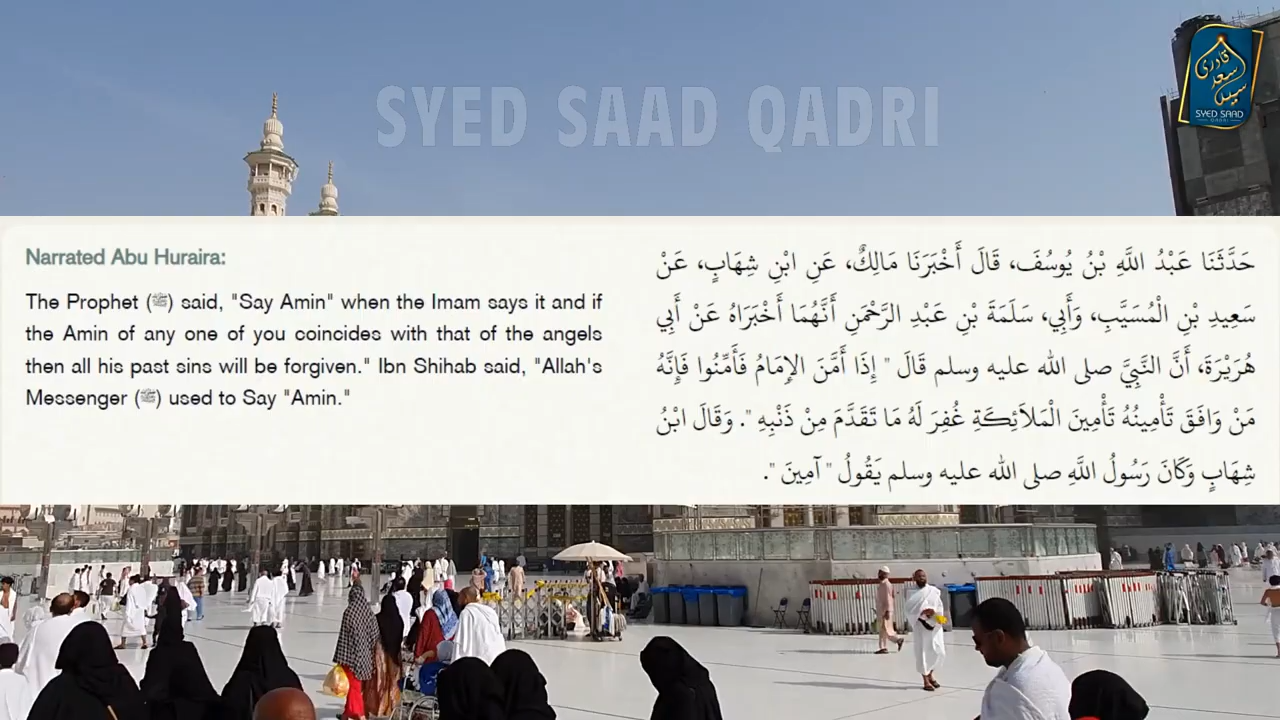 SYED SAAD QADRI
قادری
سعد
سید
SYED SAAD
QADRI
Narrated Abu Huraira:
The Prophet (ﷺ) said, "Say Amin" when the Imam says it and if
the Amin of any one of you coincides with that of the angels
then all his past sins will be forgiven." Ibn Shihab said, "Allah's
Messenger (ﷺ) used to Say "Amin."
حَدَّثَنَا عَبْدُ اللَّهِ بْنُ يُوسُفَ، قَالَ أَخْبَرَنَا مَالِكٌ، عَنِ ابْنِ شِهَابٍ، عَنْ
سَعِيدِ بْنِ الْمُسَيَّبِ، وَأَبِي، سَلَمَةَ بْنِ عَبْدِ الرَّحْمَنِ أَنَّهُمَا أَخْبَرَاهُ عَنْ أَبِي
هُرَيْرَةَ، أَنَّ النَّبِيَّ صلى الله عليه وسلم قَالَ " إِذَا أَمَّنَ الإِمَامُ فَأَمِّنُوا فَإِنَّهُ
مَنْ وَافَقَ تَأْمِينُهُ تَأْمِينَ الْمَلاَئِكَةِ غُفِرَ لَهُ مَا تَقَدَّمَ مِنْ ذَنْبِهِ ". وَقَالَ ابْنُ
شِهَابٍ وَكَانَ رَسُولُ اللَّهِ صلى الله عليه وسلم يَقُولُ " آمِينَ ".